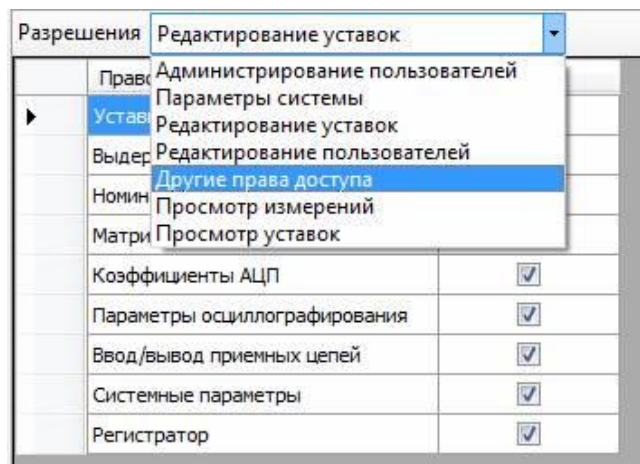 Разрешения Редактирование уставок
Администрирование пользователей
Параметры системы
Редактирование уставок
Редактирование пользователей
Другие права доступа
Просмотр измерений
Просмотр уставок
Коэффициенты АЦП
Параметры осциллографирования
Ввод/вывод приемных цепей
Системные параметры
Регистратор